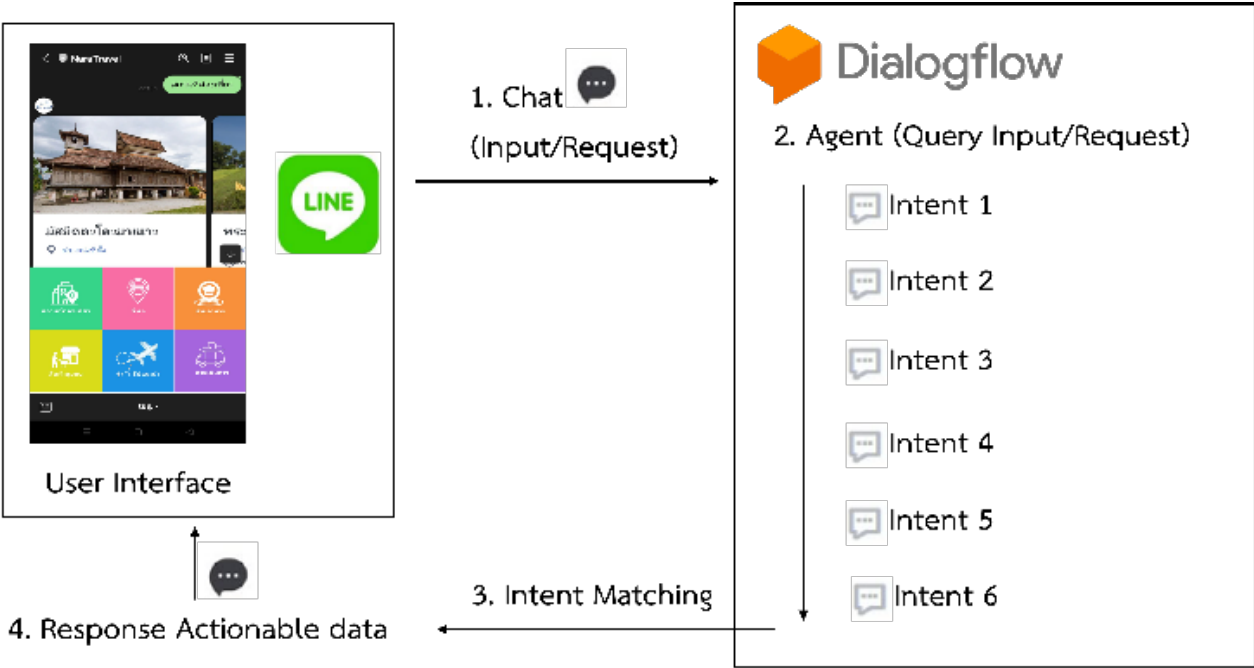 NaraTravel
LINE
User Interface
1. Chat
(Input/Request)
Dialogflow
2. Agent (Query Input/Request)
Intent 1
Intent 2
Intent 3
Intent 4
Intent 5
Intent 6
3. Intent Matching
4. Response Actionable data